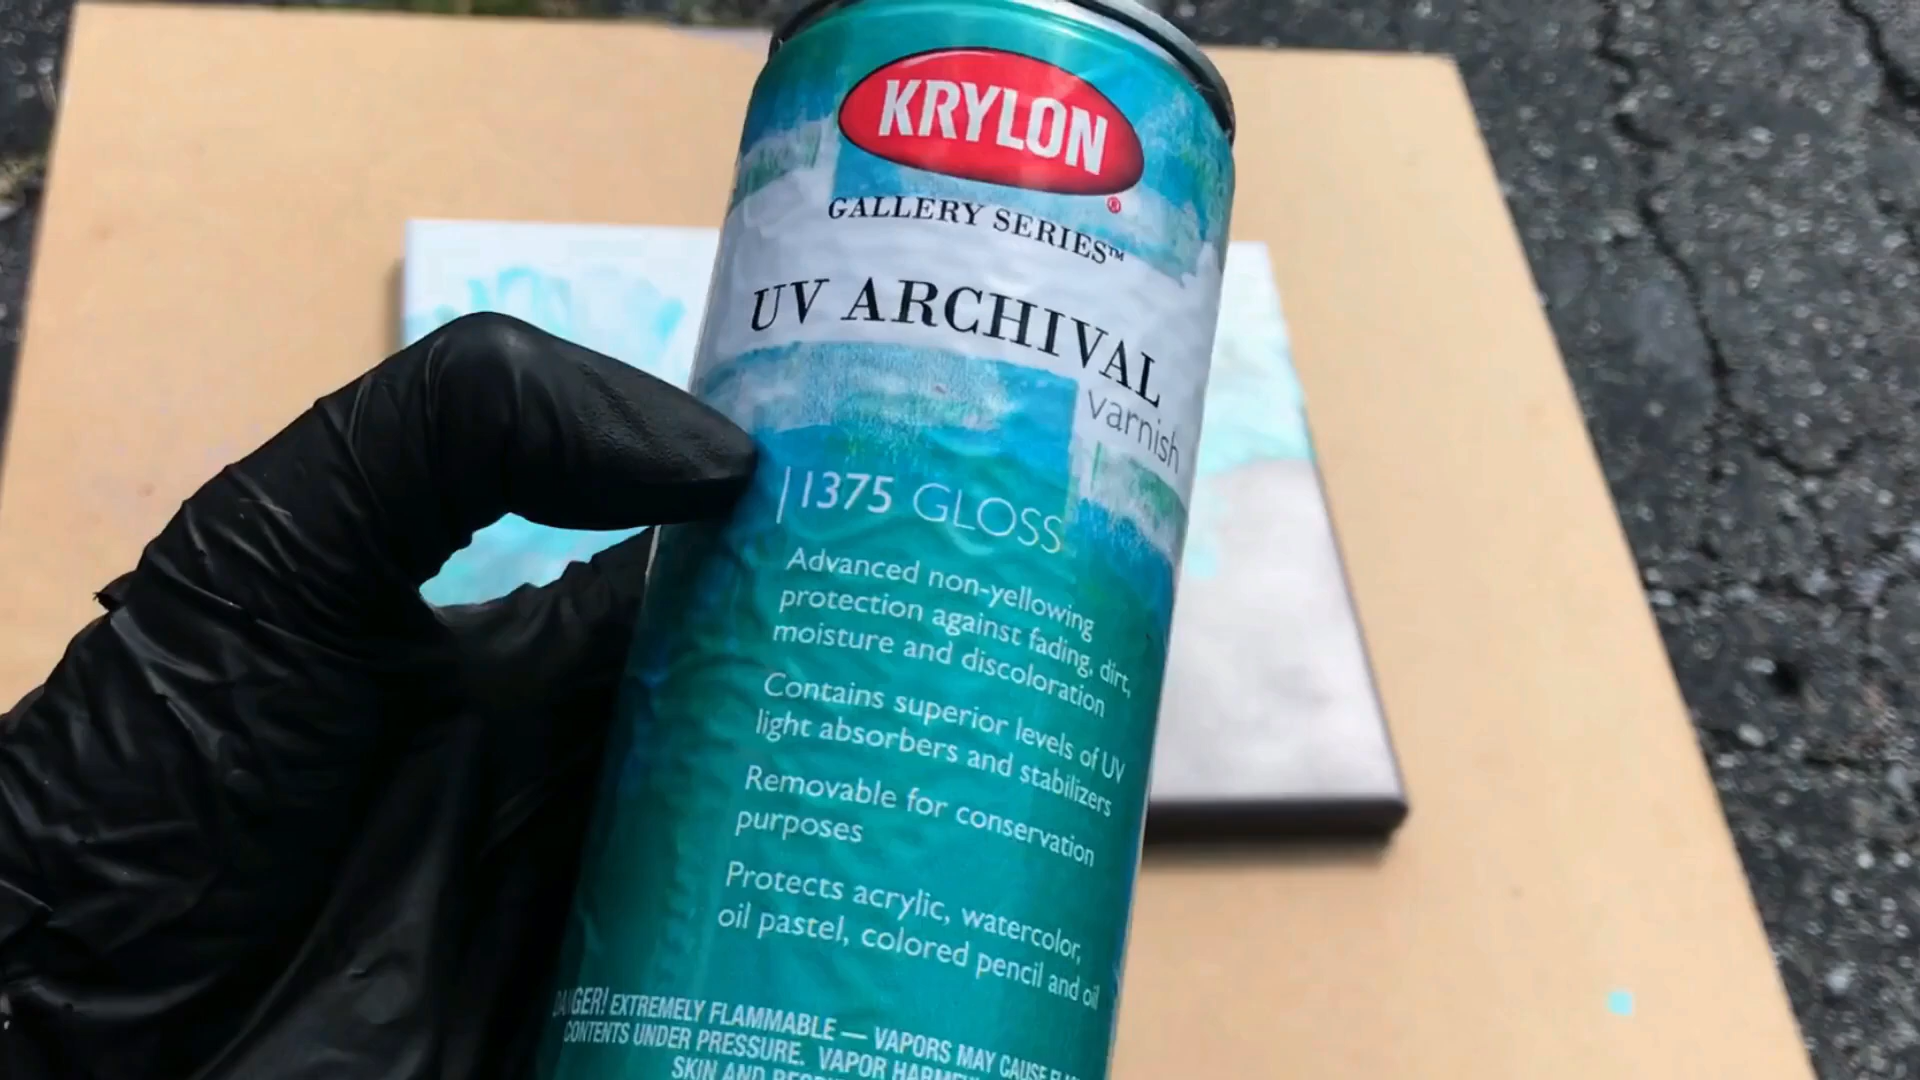 KRYLON®
GALLERY SERIES™
UV ARCHIVAL
varnish
1375 GLOSS
Advanced non-yellowing
protection against fading, dirt,
moisture and discoloration
Contains superior levels of UV
light absorbers and stabilizers
Removable for conservation
purposes
Protects acrylic, watercolor,
oil pastel, colored pencil and oil
DANGER! EXTREMELY FLAMMABLE — VAPORS MAY CAUSE
CONTENTS UNDER PRESSURE. VAPOR
SKIN AND